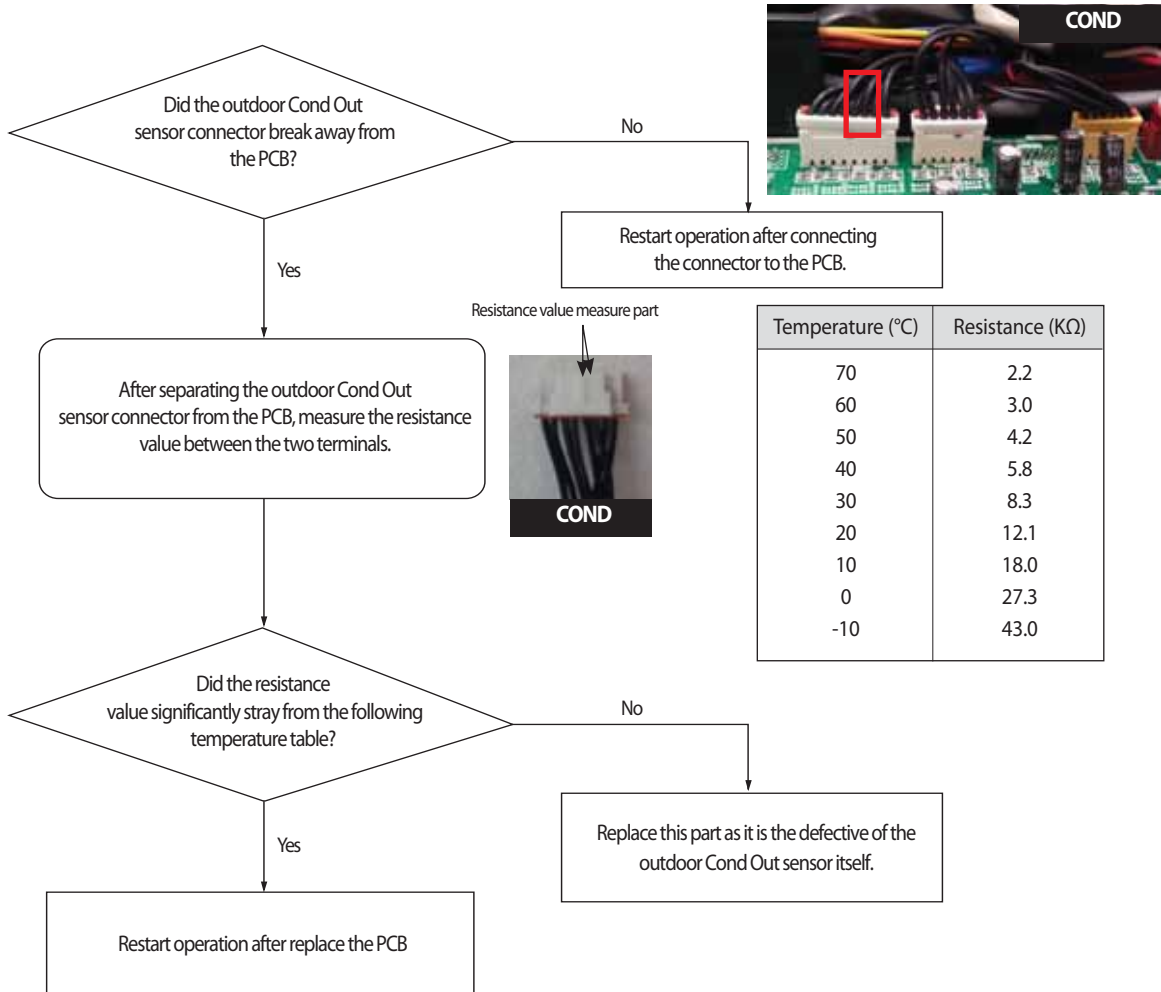 COND
Did the outdoor Cond Out
sensor connector break away from
the PCB?
No
Restart operation after connecting
the connector to the PCB.
Yes
Resistance value measure part
After separating the outdoor Cond Out
sensor connector from the PCB, measure the resistance
value between the two terminals.
COND
Temperature (°C) Resistance (KΩ)
70 2.2
60 3.0
50 4.2
40 5.8
30 8.3
20 12.1
10 18.0
0 27.3
-10 43.0
Did the resistance
value significantly stray from the following
temperature table?
No
Replace this part as it is the defective of the
outdoor Cond Out sensor itself.
Yes
Restart operation after replace the PCB